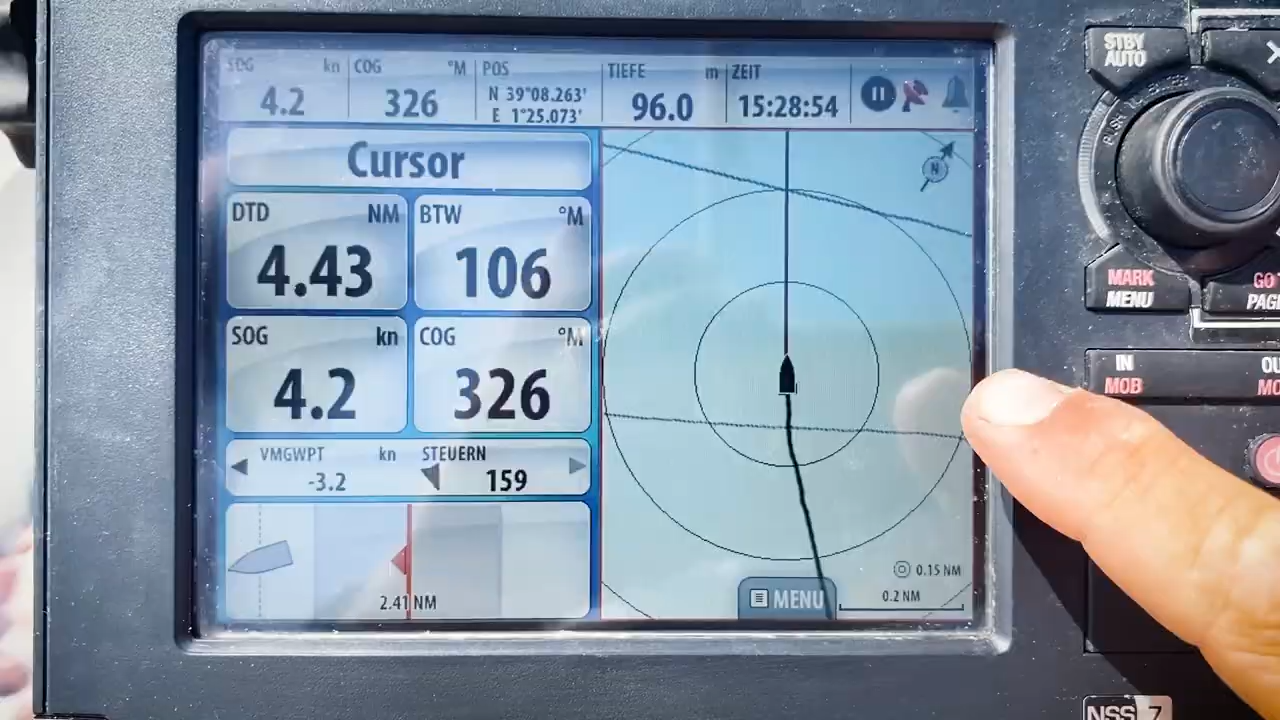 SOG kn COG °M POS TIEFE m ZEIT
4.2 326 N 39°08.263' E 1°25.073' 96.0 15:28:54
Cursor
DTD NM BTW °M
4.43 106
SOG kn COG °M
4.2 326
VMGWPT kn STEUERN
-3.2 159
2.41 NM
N
0.15 NM
0.2 NM
MENU
STBY
AUTO
PUSH
MARK
MENU
IN
MOB
NSS 7